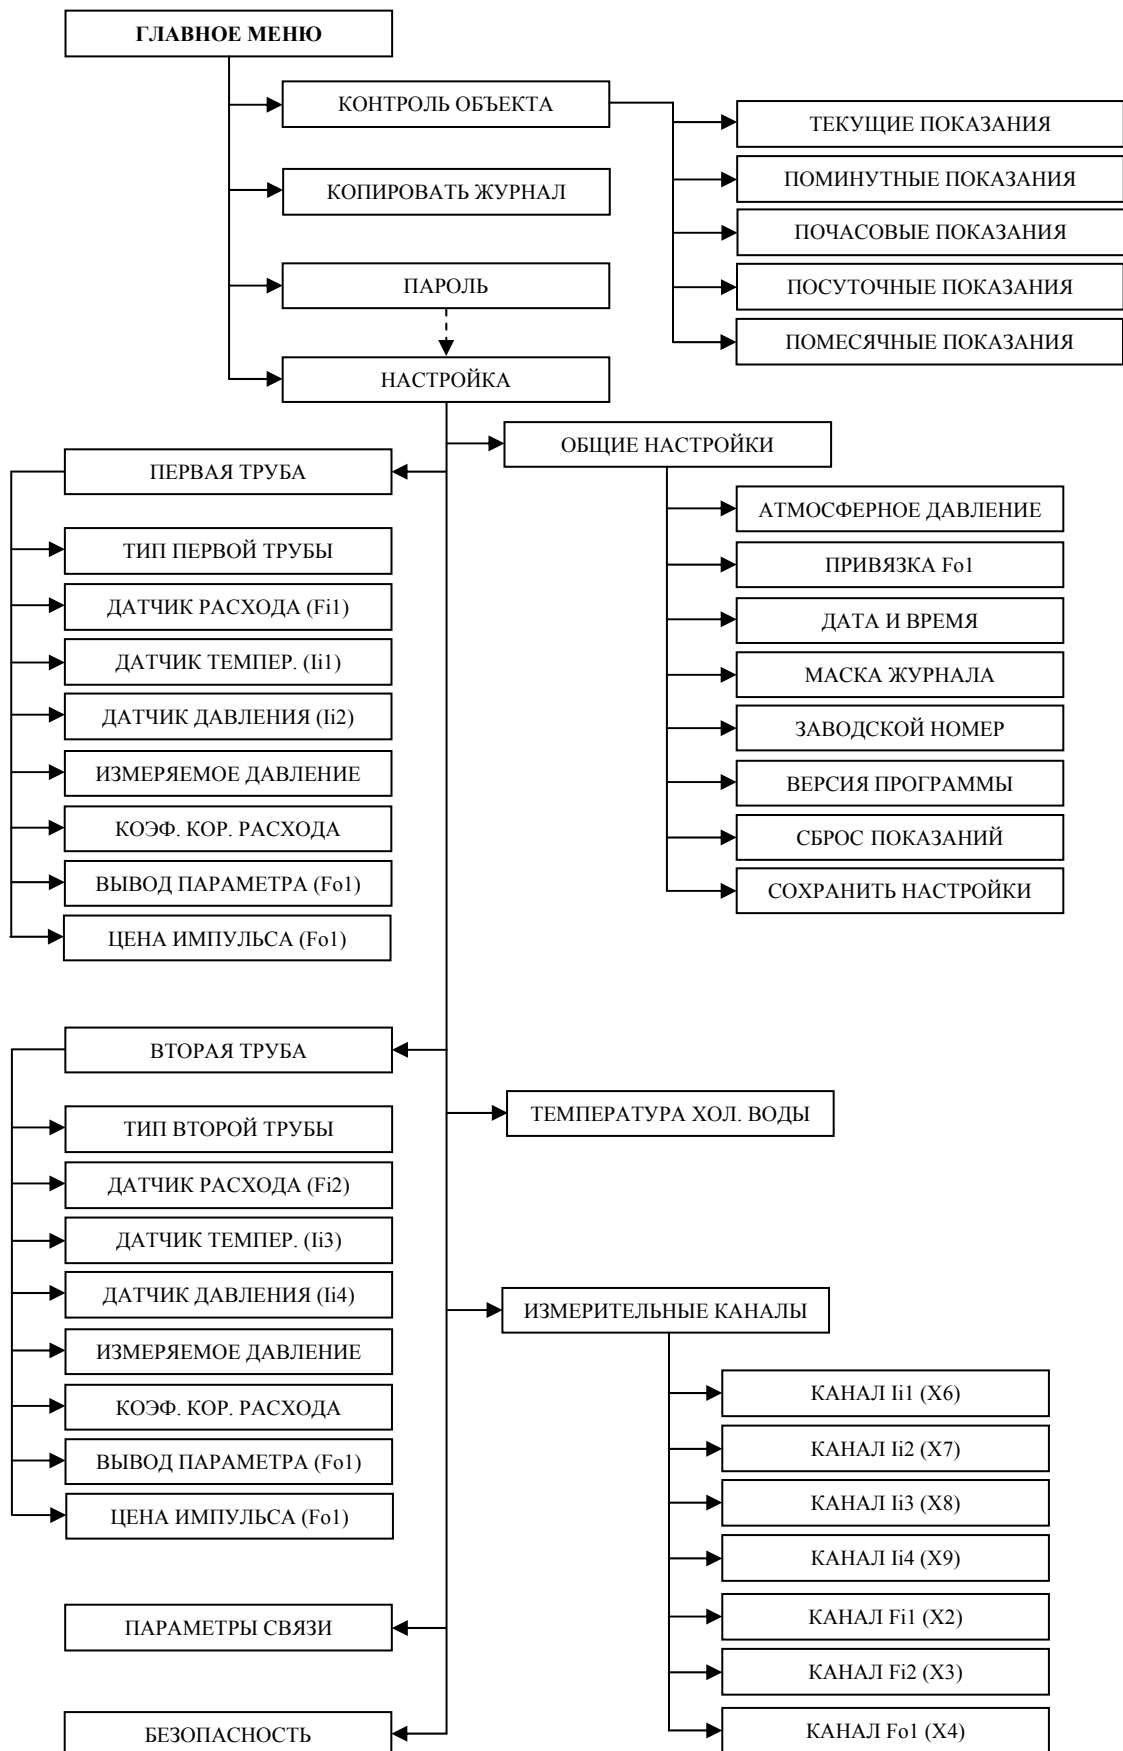 ГЛАВНОЕ МЕНЮ
КОНТРОЛЬ ОБЪЕКТА
ТЕКУЩИЕ ПОКАЗАНИЯ
ПОМИНУТНЫЕ ПОКАЗАНИЯ
ПОЧАСОВЫЕ ПОКАЗАНИЯ
ПОСУТОЧНЫЕ ПОКАЗАНИЯ
ПОМЕСЯЧНЫЕ ПОКАЗАНИЯ
КОПИРОВАТЬ ЖУРНАЛ
ПАРОЛЬ
НАСТРОЙКА
ПЕРВАЯ ТРУБА
ТИП ПЕРВОЙ ТРУБЫ
ДАТЧИК РАСХОДА (Fi1)
ДАТЧИК ТЕМПЕР. (Ii1)
ДАТЧИК ДАВЛЕНИЯ (Ii2)
ИЗМЕРЯЕМОЕ ДАВЛЕНИЕ
КОЭФ. КОР. РАСХОДА
ВЫВОД ПАРАМЕТРА (Fo1)
ЦЕНА ИМПУЛЬСА (Fo1)
ОБЩИЕ НАСТРОЙКИ
АТМОСФЕРНОЕ ДАВЛЕНИЕ
ПРИВЯЗКА Fo1
ДАТА И ВРЕМЯ
МАСКА ЖУРНАЛА
ЗАВОДСКОЙ НОМЕР
ВЕРСИЯ ПРОГРАММЫ
СБРОС ПОКАЗАНИЙ
СОХРАНИТЬ НАСТРОЙКИ
ВТОРАЯ ТРУБА
ТИП ВТОРОЙ ТРУБЫ
ДАТЧИК РАСХОДА (Fi2)
ДАТЧИК ТЕМПЕР. (Ii3)
ДАТЧИК ДАВЛЕНИЯ (Ii4)
ИЗМЕРЯЕМОЕ ДАВЛЕНИЕ
КОЭФ. КОР. РАСХОДА
ВЫВОД ПАРАМЕТРА (Fo1)
ЦЕНА ИМПУЛЬСА (Fo1)
ТЕМПЕРАТУРА ХОЛ. ВОДЫ
ИЗМЕРИТЕЛЬНЫЕ КАНАЛЫ
КАНАЛ Ii1 (X6)
КАНАЛ Ii2 (X7)
КАНАЛ Ii3 (X8)
КАНАЛ Ii4 (X9)
КАНАЛ Fi1 (X2)
КАНАЛ Fi2 (X3)
КАНАЛ Fo1 (X4)
ПАРАМЕТРЫ СВЯЗИ
БЕЗОПАСНОСТЬ